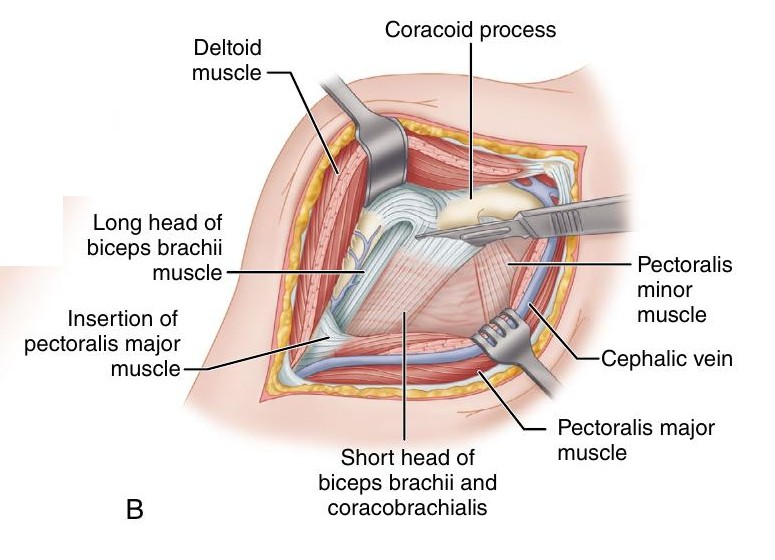 Coracoid process
Deltoid
muscle
Long head of
biceps brachii
muscle
Insertion of
pectoralis major
muscle
Pectoralis
minor
muscle
Cephalic vein
Pectoralis major
muscle
Short head of
biceps brachii and
coracobrachialis
B